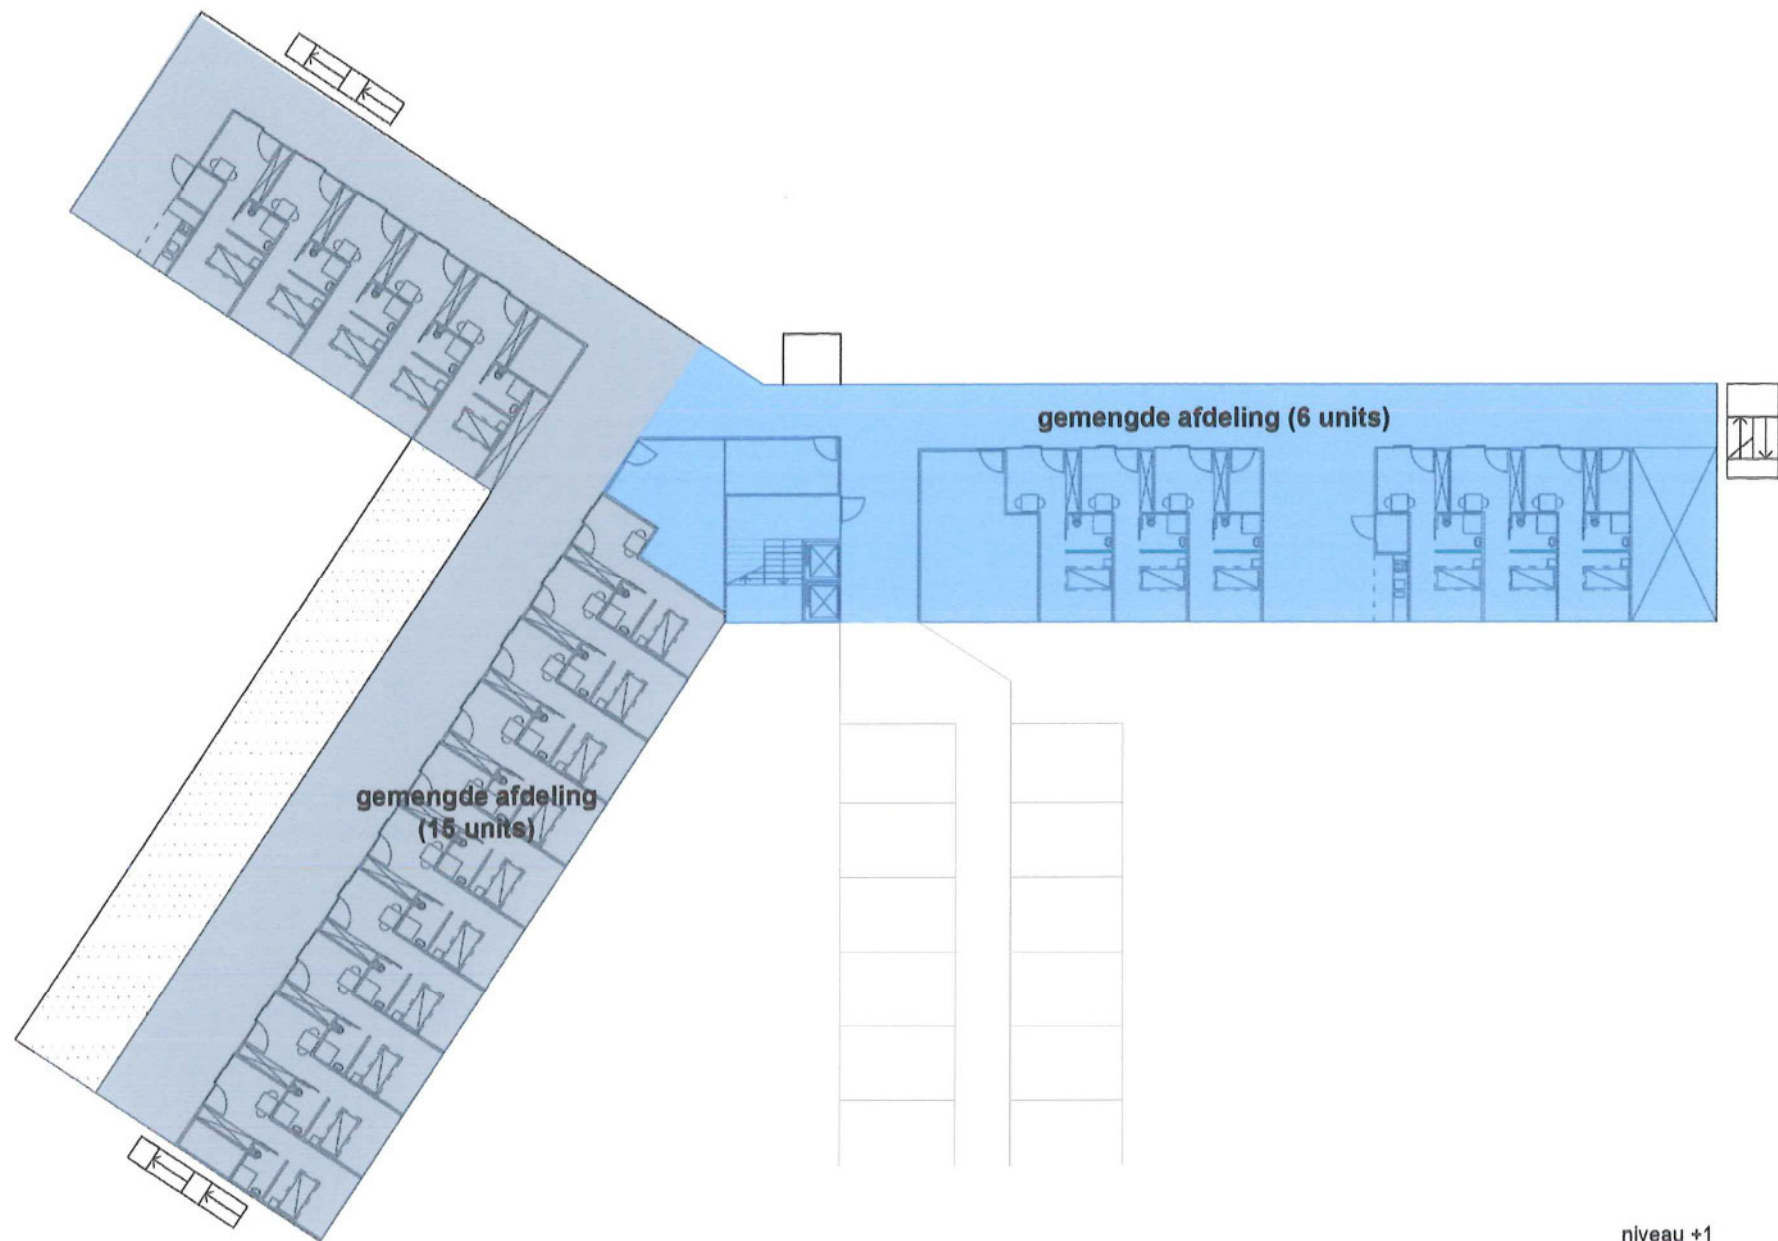 gemengde afdeling (6 units)
gemengde afdeling
(15 units)
niveau +1